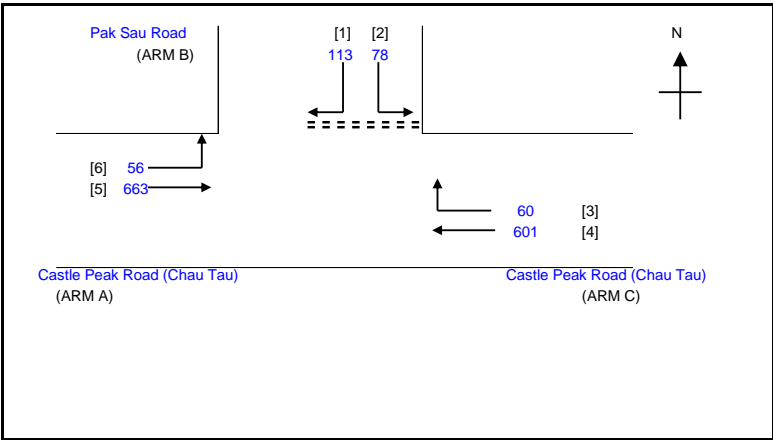 Pak Sau Road
(ARM B)
[1] [2]
113 78
N
[6] 56
[5] 663
60 [3]
601 [4]
Castle Peak Road (Chau Tau)
(ARM A)
Castle Peak Road (Chau Tau)
(ARM C)